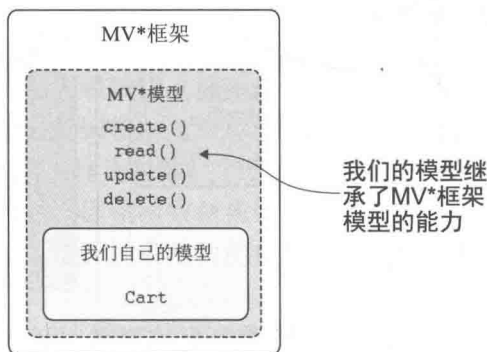 MV*框架
MV*模型
create()
read()
update()
delete()
我们自己的模型
Cart
我们的模型继
承了MV*框架
模型的能力